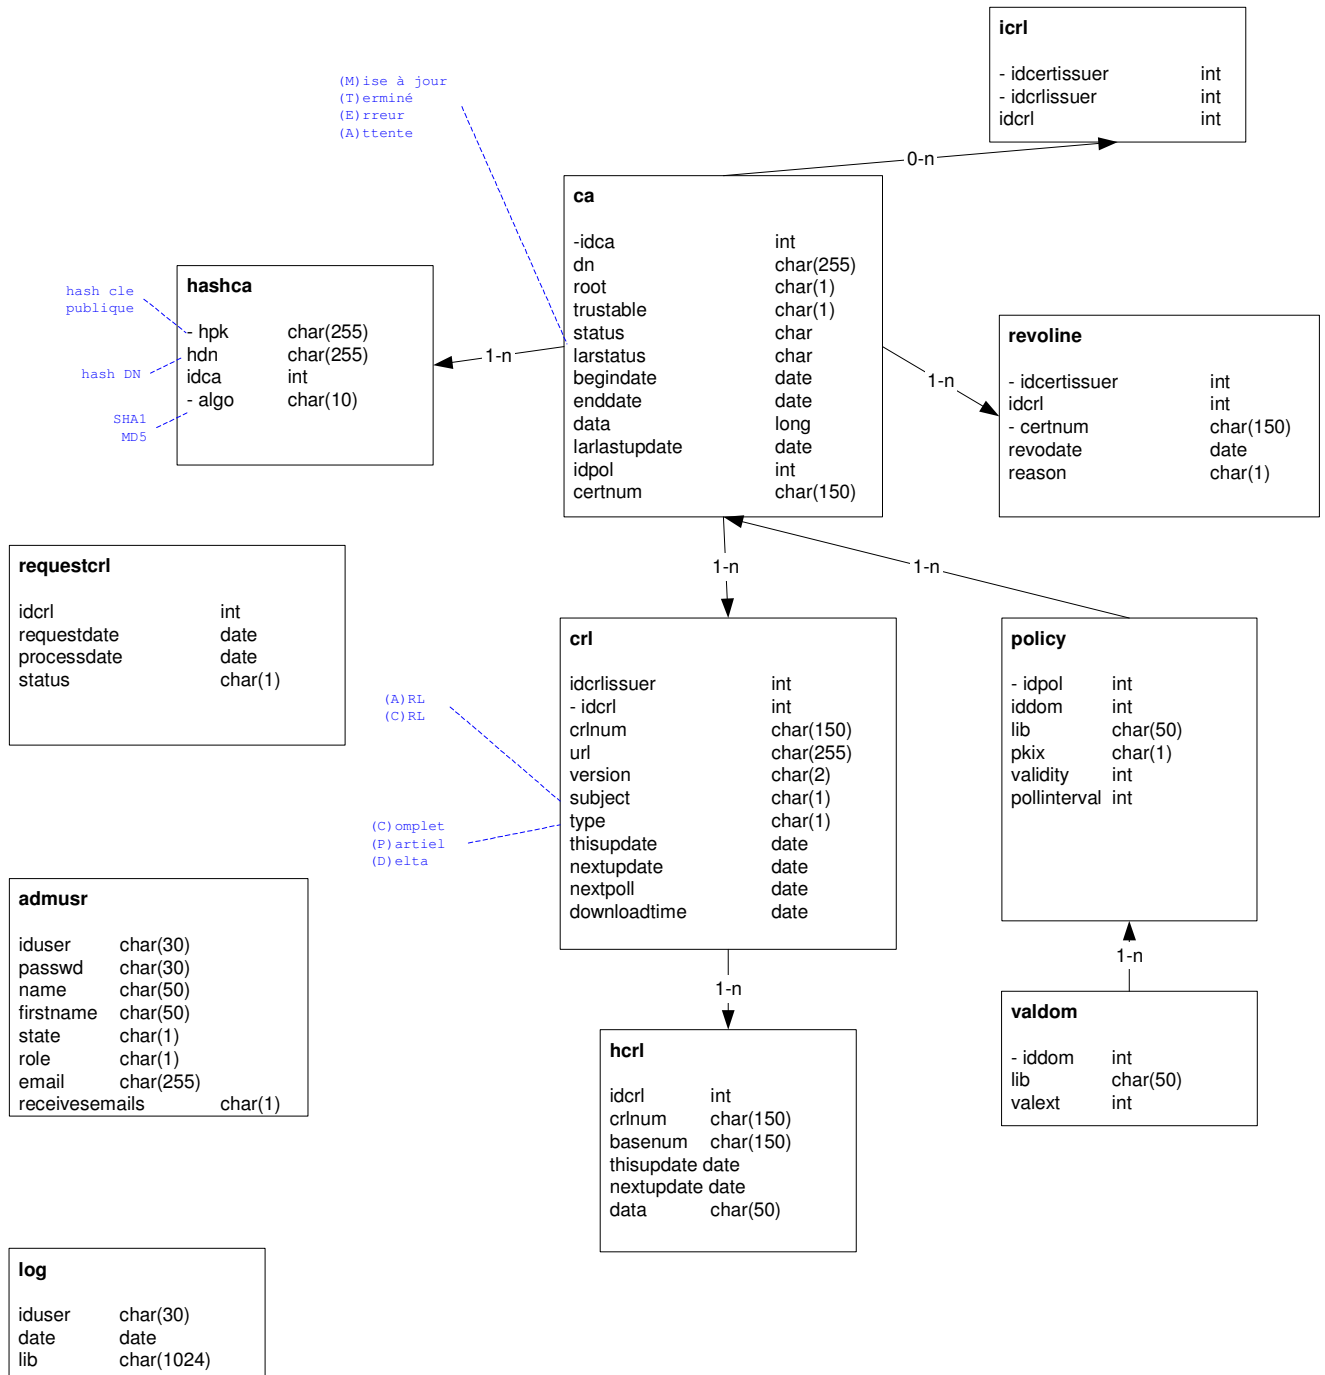 icrl
- idcertissuer int
- idcrlissuer int
idcrl int
(M)ise à jour
(T)erminé
(E)rreur
(A)ttente
0-n
ca
-idca int
dn char(255)
root char(1)
trustable char(1)
status char
larstatus char
begindate date
enddate date
data long
larlastupdate date
idpol int
certnum char(150)
hash cle
publique
hash DN
SHA1
MD5
hashca
- hpk char(255)
hdn char(255)
idca int
- algo char(10)
1-n
1-n
revoline
- idcertissuer int
idcrl int
- certnum char(150)
revodate date
reason char(1)
requestcrl
idcrl int
requestdate date
processdate date
status char(1)
1-n
1-n
(A)RL
(C)RL
(C)omplet
(P)artiel
(D)elta
crl
idcrlissuer int
- idcrl int
crlnum char(150)
url char(255)
version char(2)
subject char(1)
type char(1)
thisupdate date
nextupdate date
nextpoll date
downloadtime date
policy
- idpol int
iddom int
lib char(50)
pkix char(1)
validity int
pollinterval int
admusr
iduser char(30)
passwd char(30)
name char(50)
firstname char(50)
state char(1)
role char(1)
email char(255)
receivesemails char(1)
1-n
1-n
hcrl
idcrl int
crlnum char(150)
basenum char(150)
thisupdate date
nextupdate date
data char(50)
valdom
- iddom int
lib char(50)
valext int
log
iduser char(30)
date date
lib char(1024)